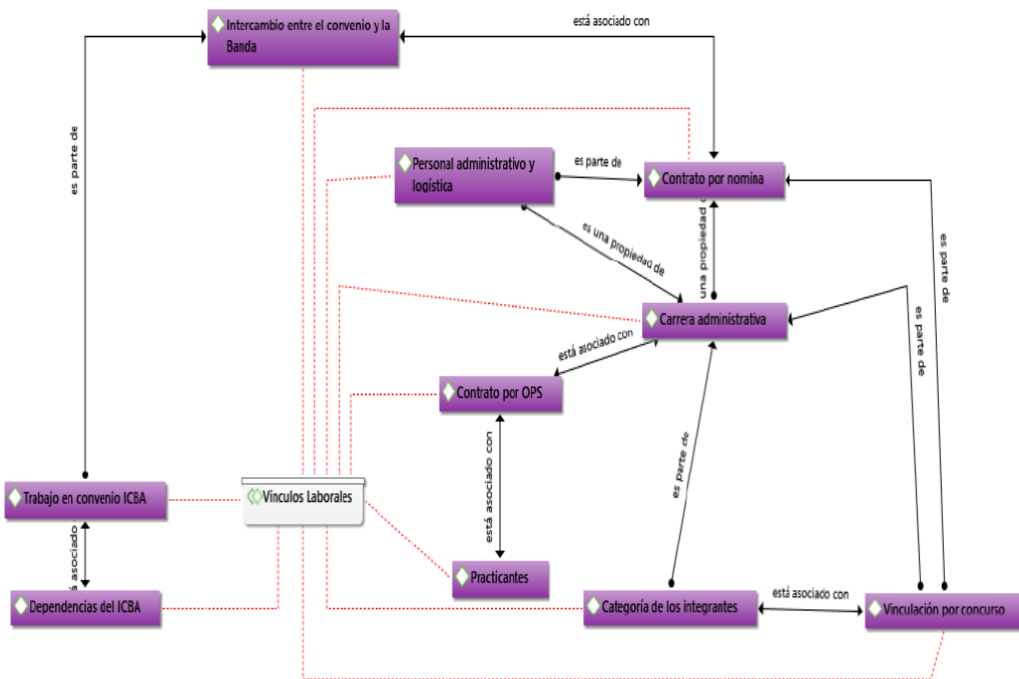 Intercambio entre el convenio y la
Banda
está asociado con
es parte de
Personal administrativo y
logística
es parte de
Contrato por nomina
es una propiedad de
una propiepad
es parte de
Carrera administrativa
es parte de
está asociado con
Contrato por OPS
está asociado con
es parte de
Trabajo en convenio ICBA
Vinculos Laborales
asociado
Practicantes
Dependencias del ICBA
Categoría de los integrantes
está asociado con
Vinculación por concurso